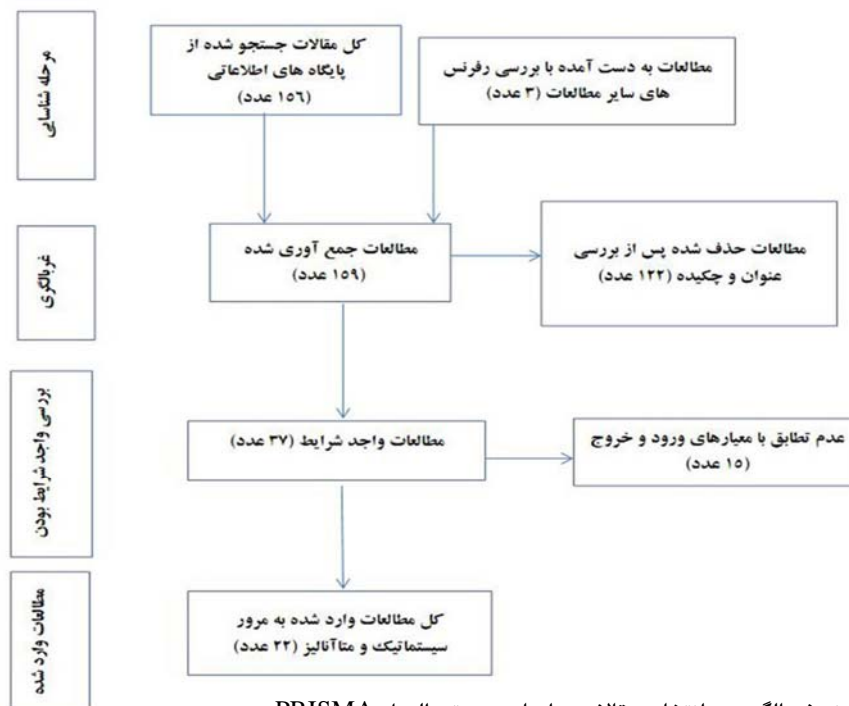 مرحله شناسایی
کل مقالات جستجو شده از
پایگاه های اطلاعاتی
(۱۵۶ عدد)
مطالعات به دست آمده با بررسی رفرنس
های سایر مطالعات (۳ عدد)
غربالگری
مطالعات جمع آوری شده
(۱۵۹ عدد)
مطالعات حذف شده پس از بررسی
عنوان و چکیده (۱۲۲ عدد)
بررسی واجد شرایط بودن
مطالعات واجد شرایط (۳۷ عدد)
عدم تطابق با معیارهای ورود و خروج
(۱۵ عدد)
مطالعات وارد شده
کل مطالعات وارد شده به مرور
سیستماتیک و متاآنالیز (۲۲ عدد)
PRISMA